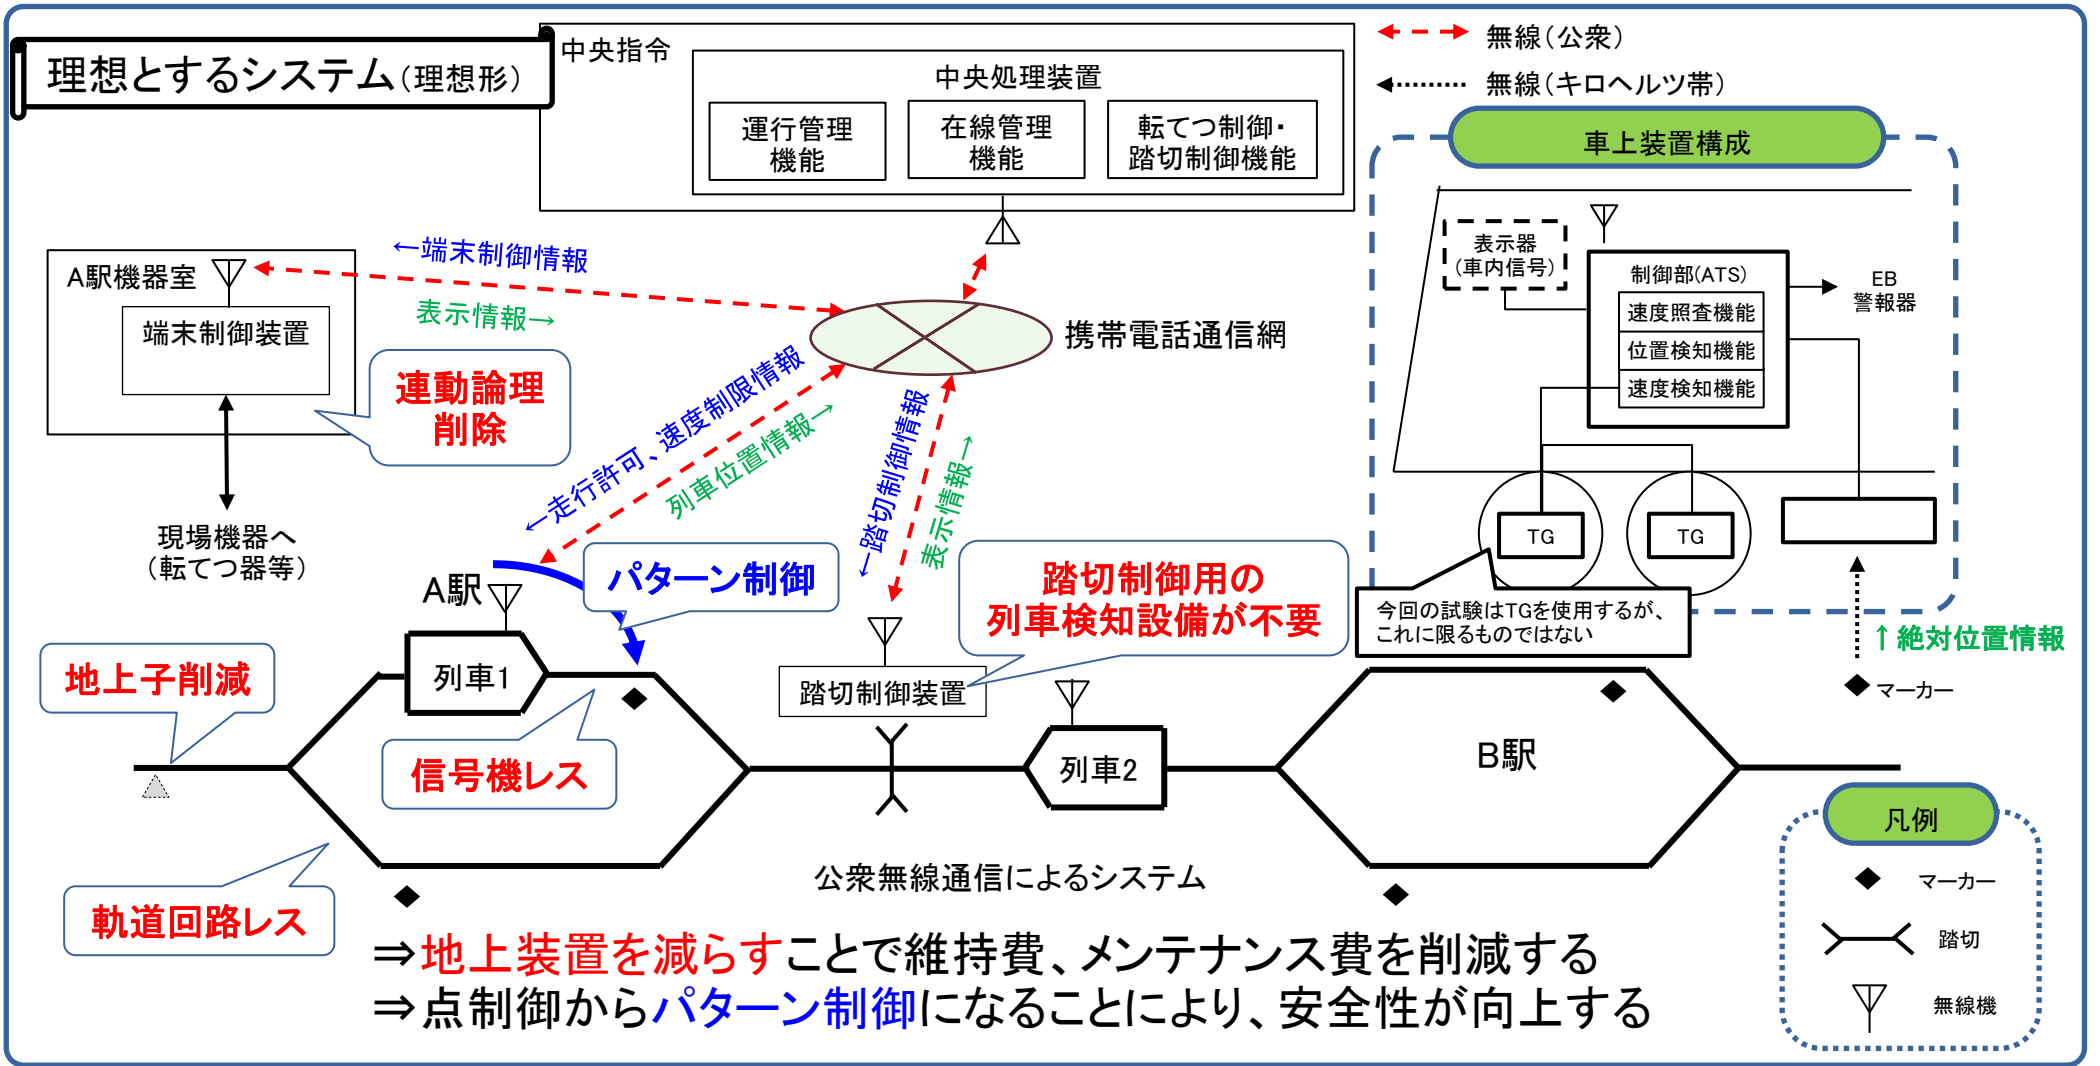 理想とするシステム（理想形）
中央指令
中央処理装置
運行管理
機能
在線管理
機能
転てつ制御・
踏切制御機能
無線（公衆）
無線（キロヘルツ帯）
車上装置構成
表示器
（車内信号）
制御部(ATS)
速度照査機能
位置検知機能
速度検知機能
EB
警報器
TG
TG
今回の試験はTGを使用するが、
これに限るものではない
↑絶対位置情報
マーカー
A駅機器室
端末制御装置
連動論理
削除
現場機器へ
（転てつ器等）
←端末制御情報
表示情報→
携帯電話通信網
←走行許可、速度制限情報
列車位置情報→
←踏切制御情報
表示情報→
パターン制御
踏切制御用の
列車検知設備が不要
A駅
列車1
地上子削減
信号機レス
踏切制御装置
列車2
B駅
軌道回路レス
公衆無線通信によるシステム
⇒地上装置を減らすことで維持費、メンテナンス費を削減する
⇒点制御からパターン制御になることにより、安全性が向上する
凡例
マーカー
踏切
無線機